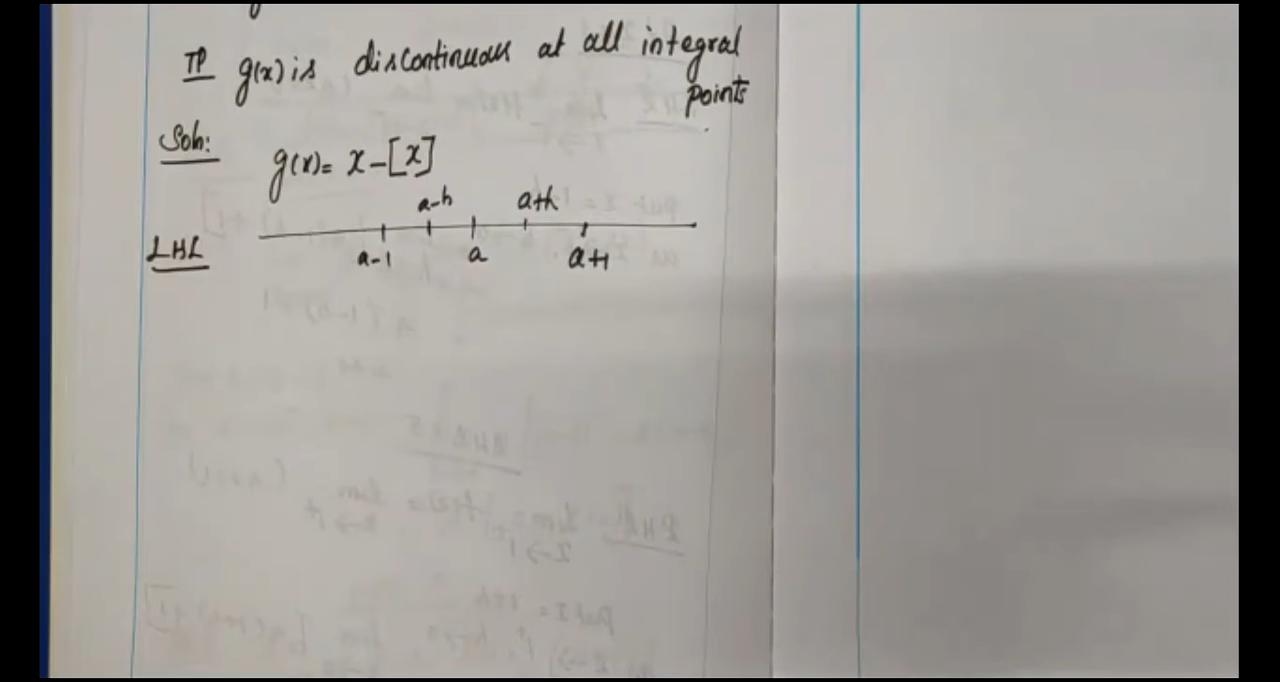 TP g(x) is discontinuous at all integral
points
Soln:
g(x) = x - [x]
a-h a+h
LHL
a-1 a a+1